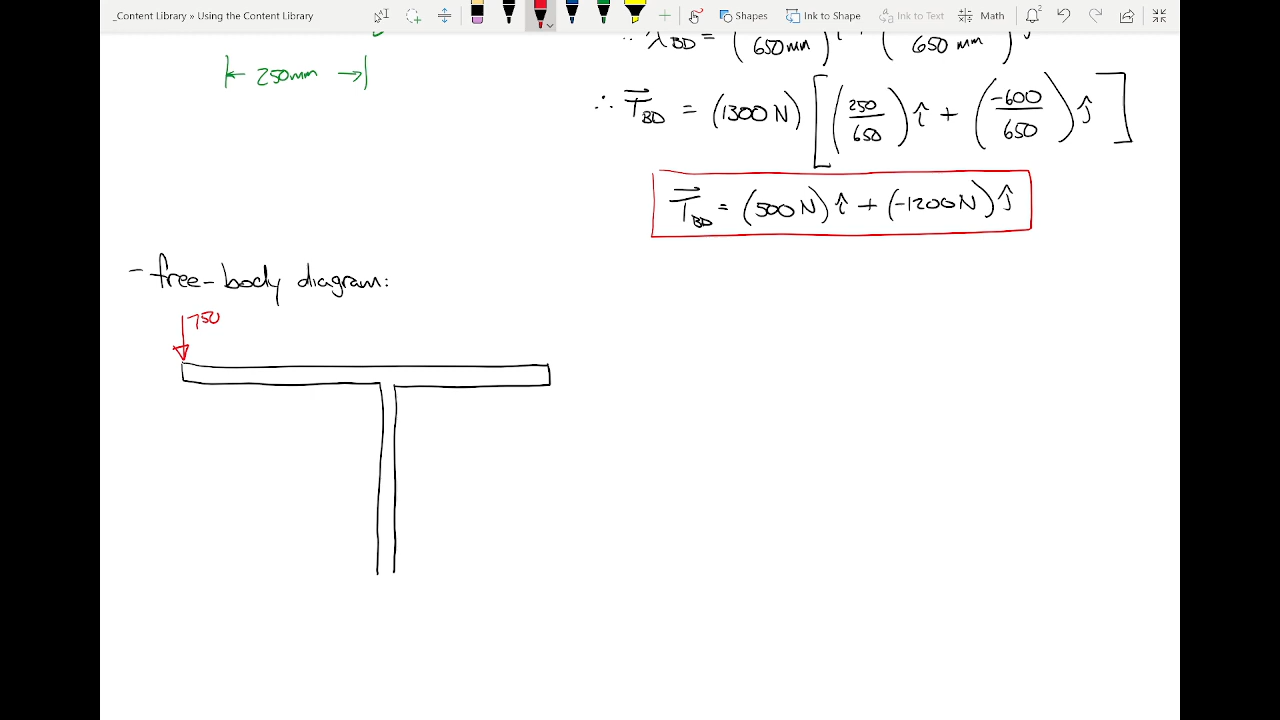 _Content Library » Using the Content Library
Shapes
Ink to Shape
Ink to Text
Math
250mm
∴ λBD = ( 650mm ) î + ( 650 mm ) ĵ
∴ T⃗BD = (1300 N) [ (250/650) î + (-600/650) ĵ ]
T⃗BD = (500 N) î + (-1200 N) ĵ
- free-body diagram:
750